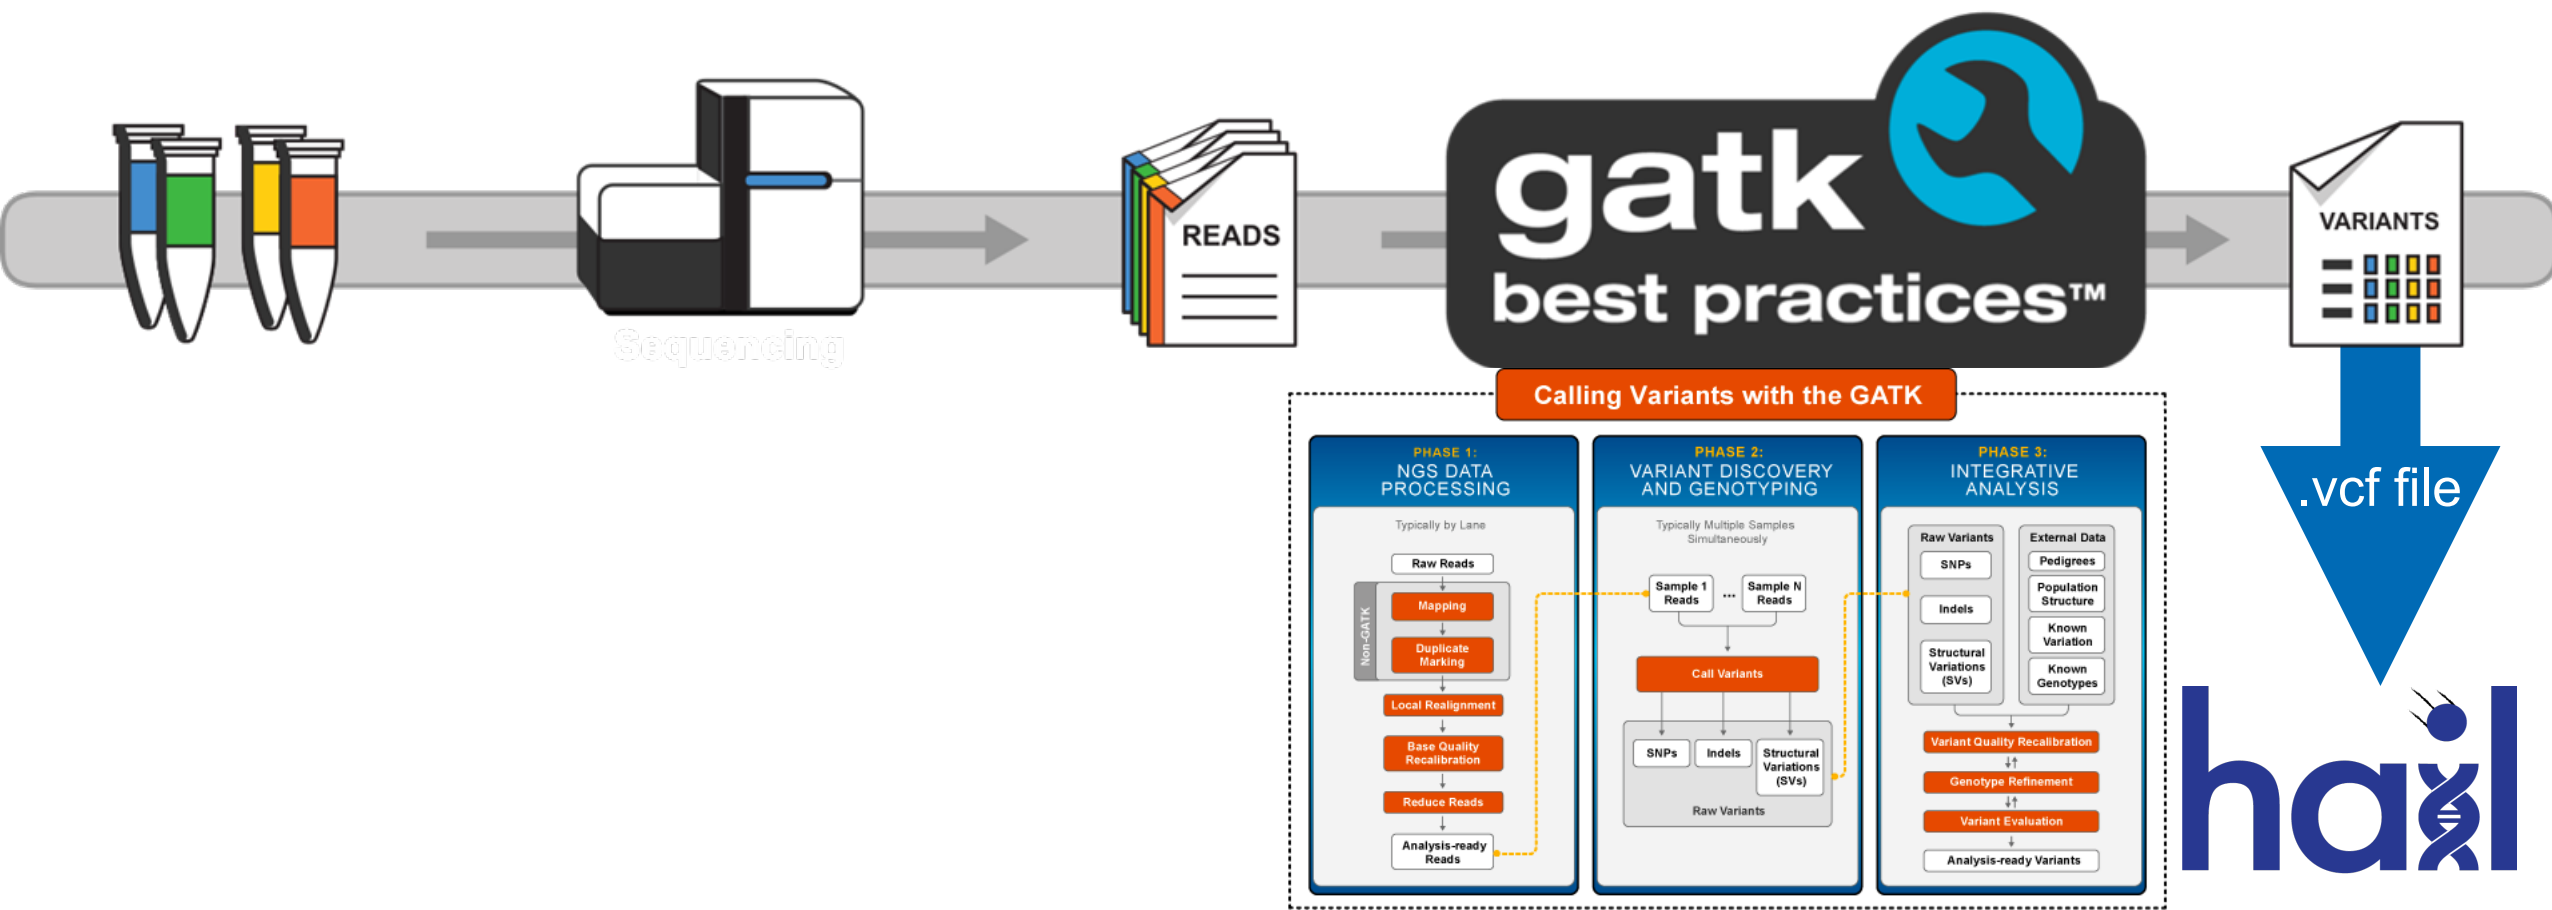 Sequencing
READS
gatk
best practices™
VARIANTS
.vcf file
hail
Calling Variants with the GATK
PHASE 1:
NGS DATA
PROCESSING
Typically by Lane
Raw Reads
Non-GATK
Mapping
Duplicate
Marking
Local Realignment
Base Quality
Recalibration
Reduce Reads
Analysis-ready
Reads
PHASE 2:
VARIANT DISCOVERY
AND GENOTYPING
Typically Multiple Samples
Simultaneously
Sample 1
Reads
...
Sample N
Reads
Call Variants
SNPs
Indels
Structural
Variations
(SVs)
Raw Variants
PHASE 3:
INTEGRATIVE
ANALYSIS
Raw Variants
SNPs
Indels
Structural
Variations
(SVs)
External Data
Pedigrees
Population
Structure
Known
Variation
Known
Genotypes
Variant Quality Recalibration
Genotype Refinement
Variant Evaluation
Analysis-ready Variants